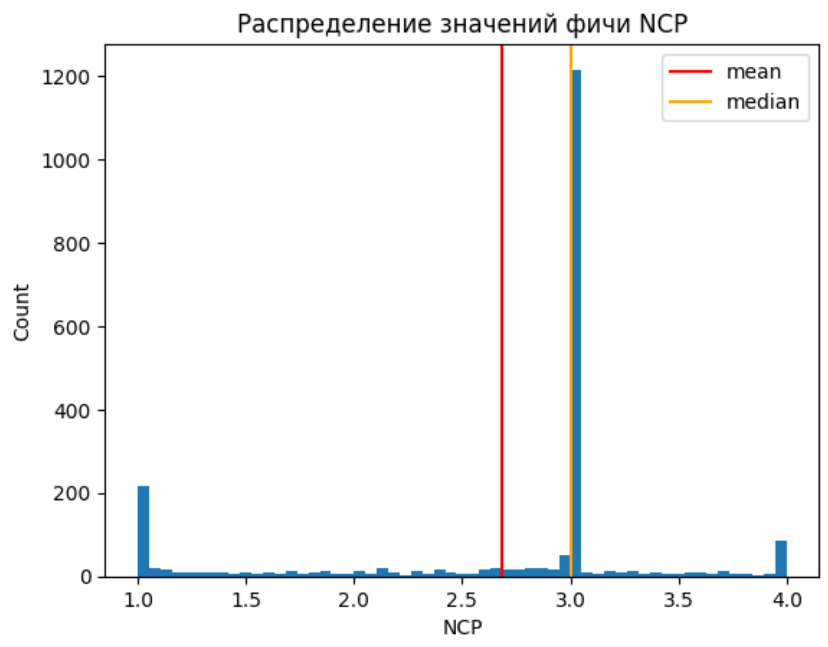 Распределение значений фичи NCP
mean
median
1200
1000
800
600
400
200
0
Count
1.0 1.5 2.0 2.5 3.0 3.5 4.0
NCP